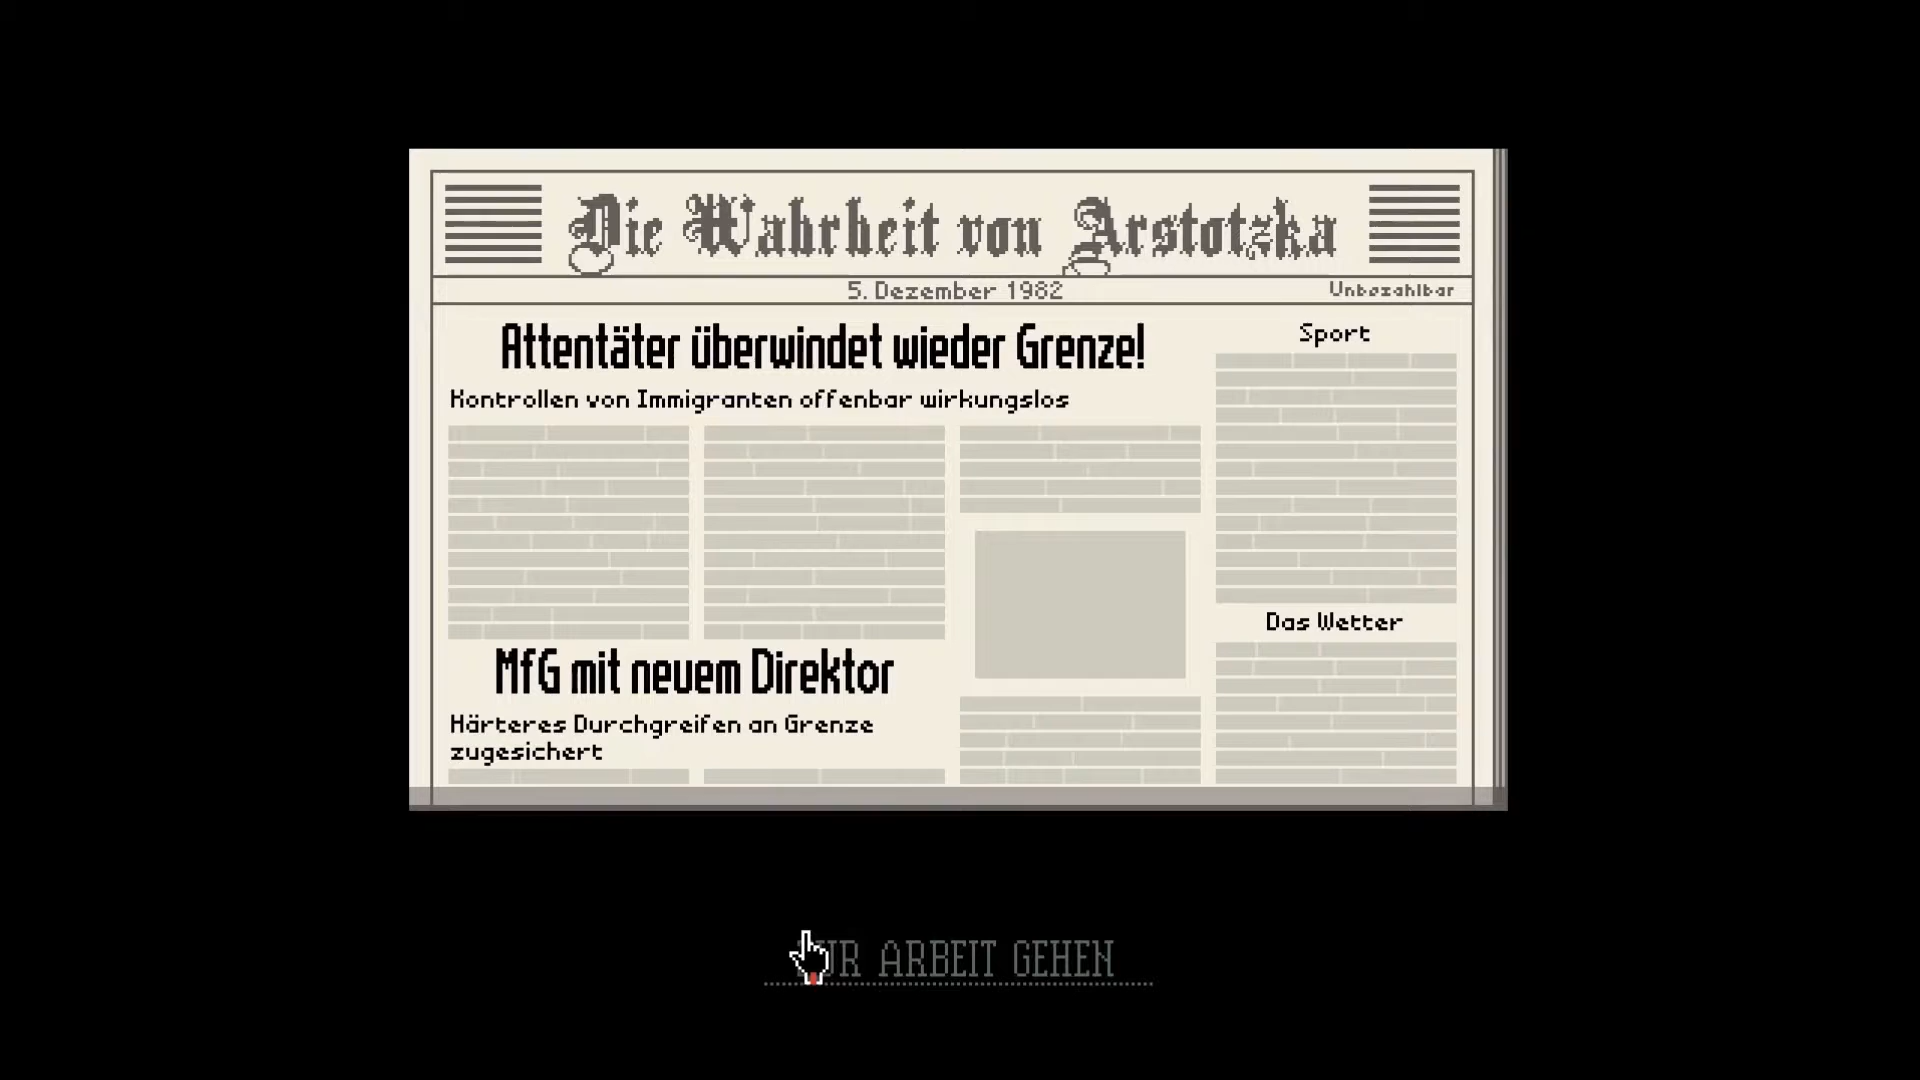 Die Wahrheit von Arstotzka
5. Dezember 1982
Unbezahlbar
Attentäter überwindet wieder Grenze!
Kontrollen von Immigranten offenbar wirkungslos
Sport
Das Wetter
MfG mit neuem Direktor
Härteres Durchgreifen an Grenze
zugesichert
ZUR ARBEIT GEHEN